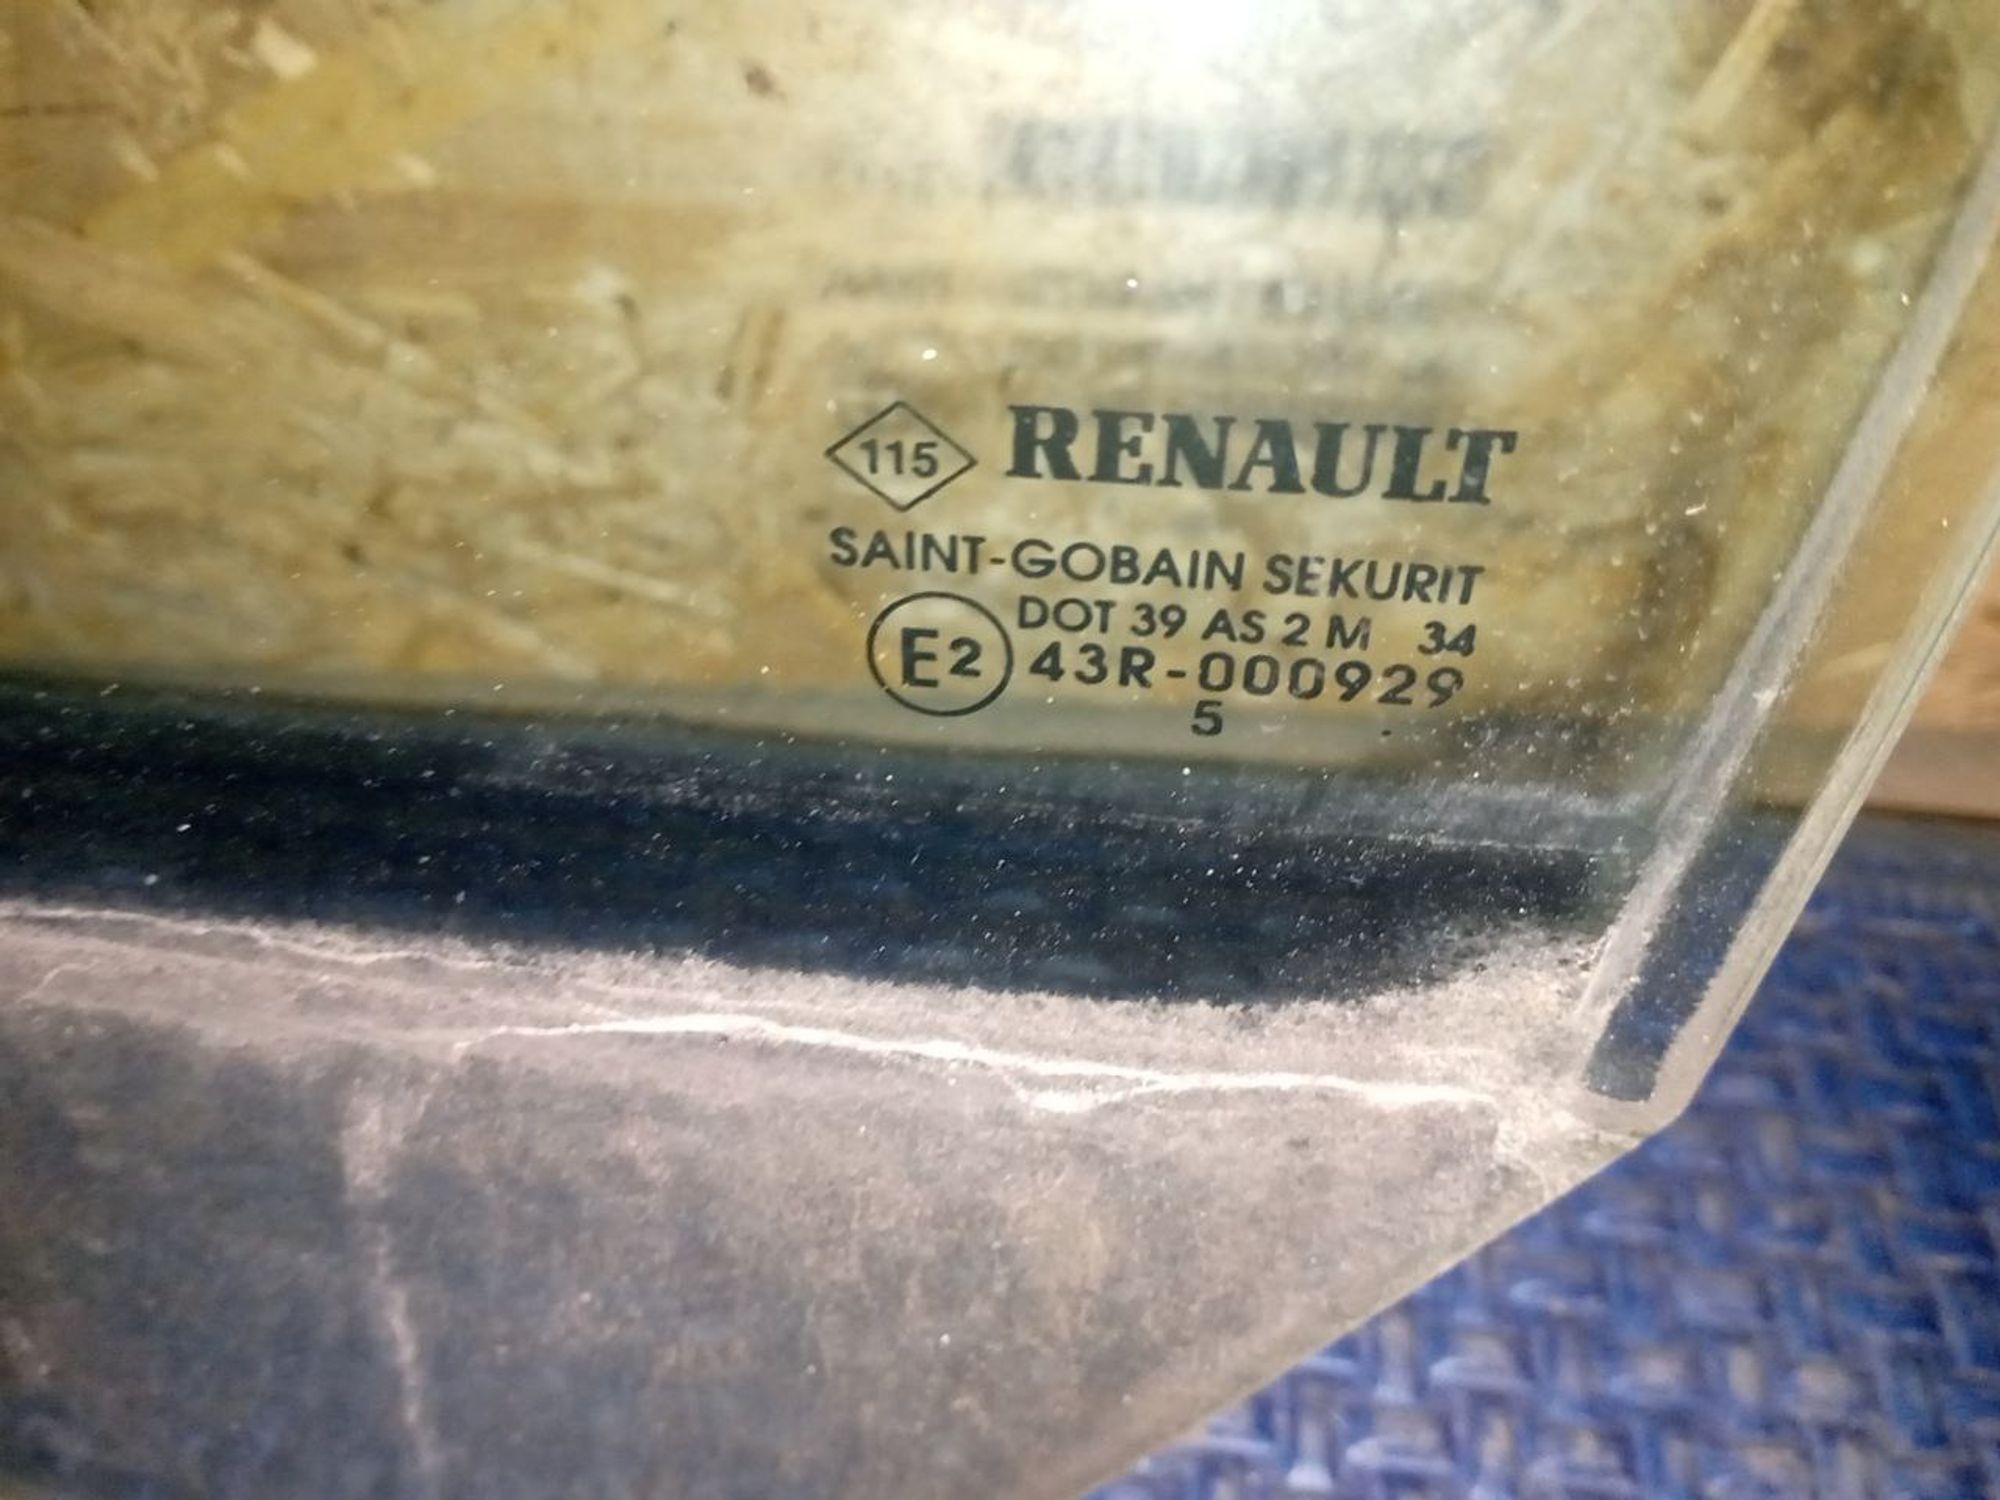 115 RENAULT
SAINT-GOBAIN SEKURIT
DOT 39 AS 2 M 34
E2 43R-000929
5 .